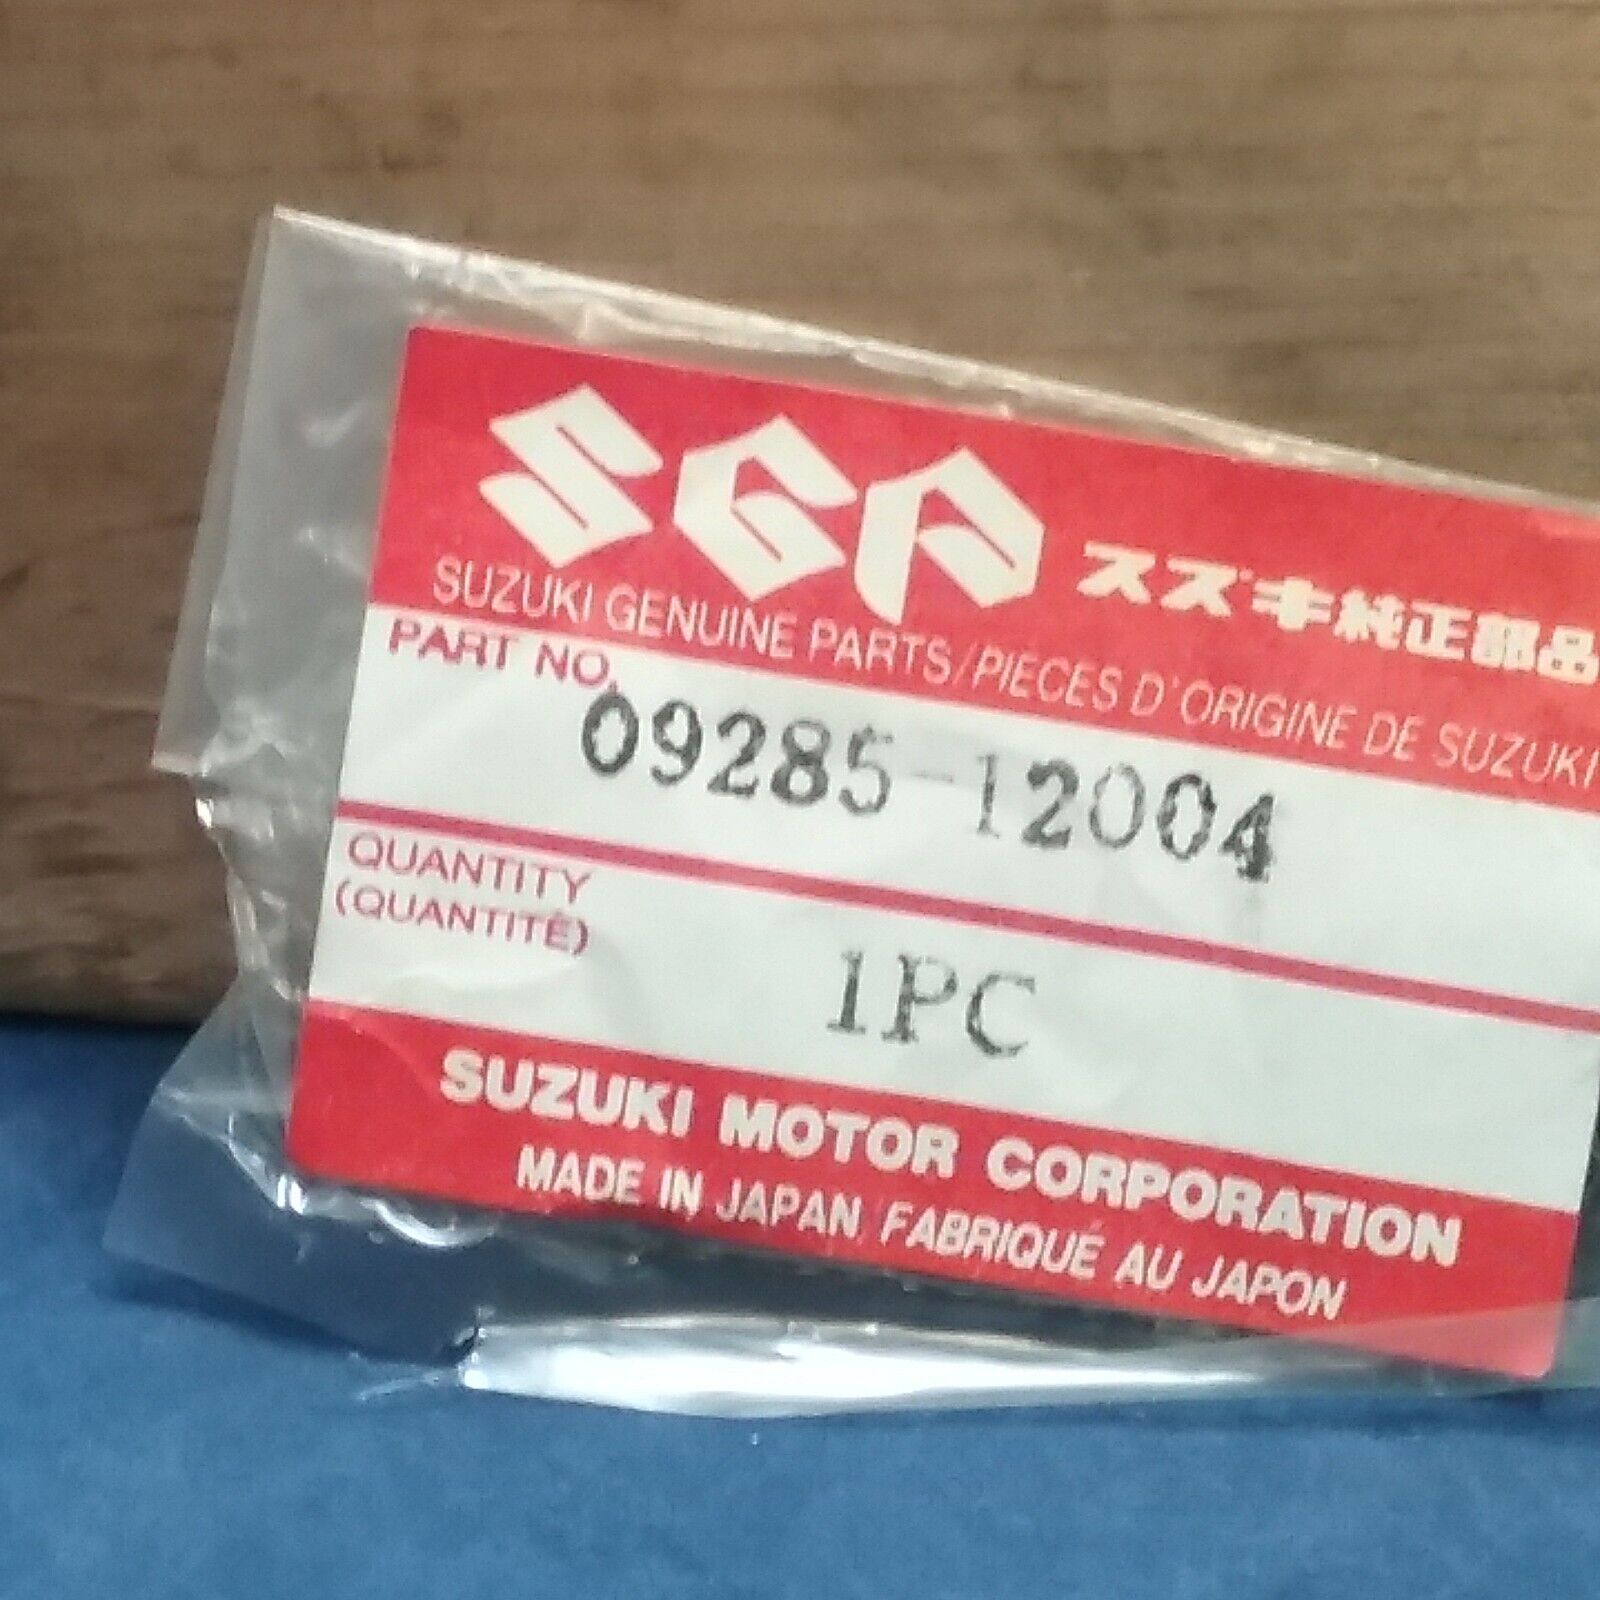 SGP スズキ純正部品
SUZUKI GENUINE PARTS/PIÈCES D'ORIGINE DE SUZUKI
PART NO.
09285-12004
QUANTITY
(QUANTITÉ)
1PC
SUZUKI MOTOR CORPORATION
MADE IN JAPAN/FABRIQUÉ AU JAPON